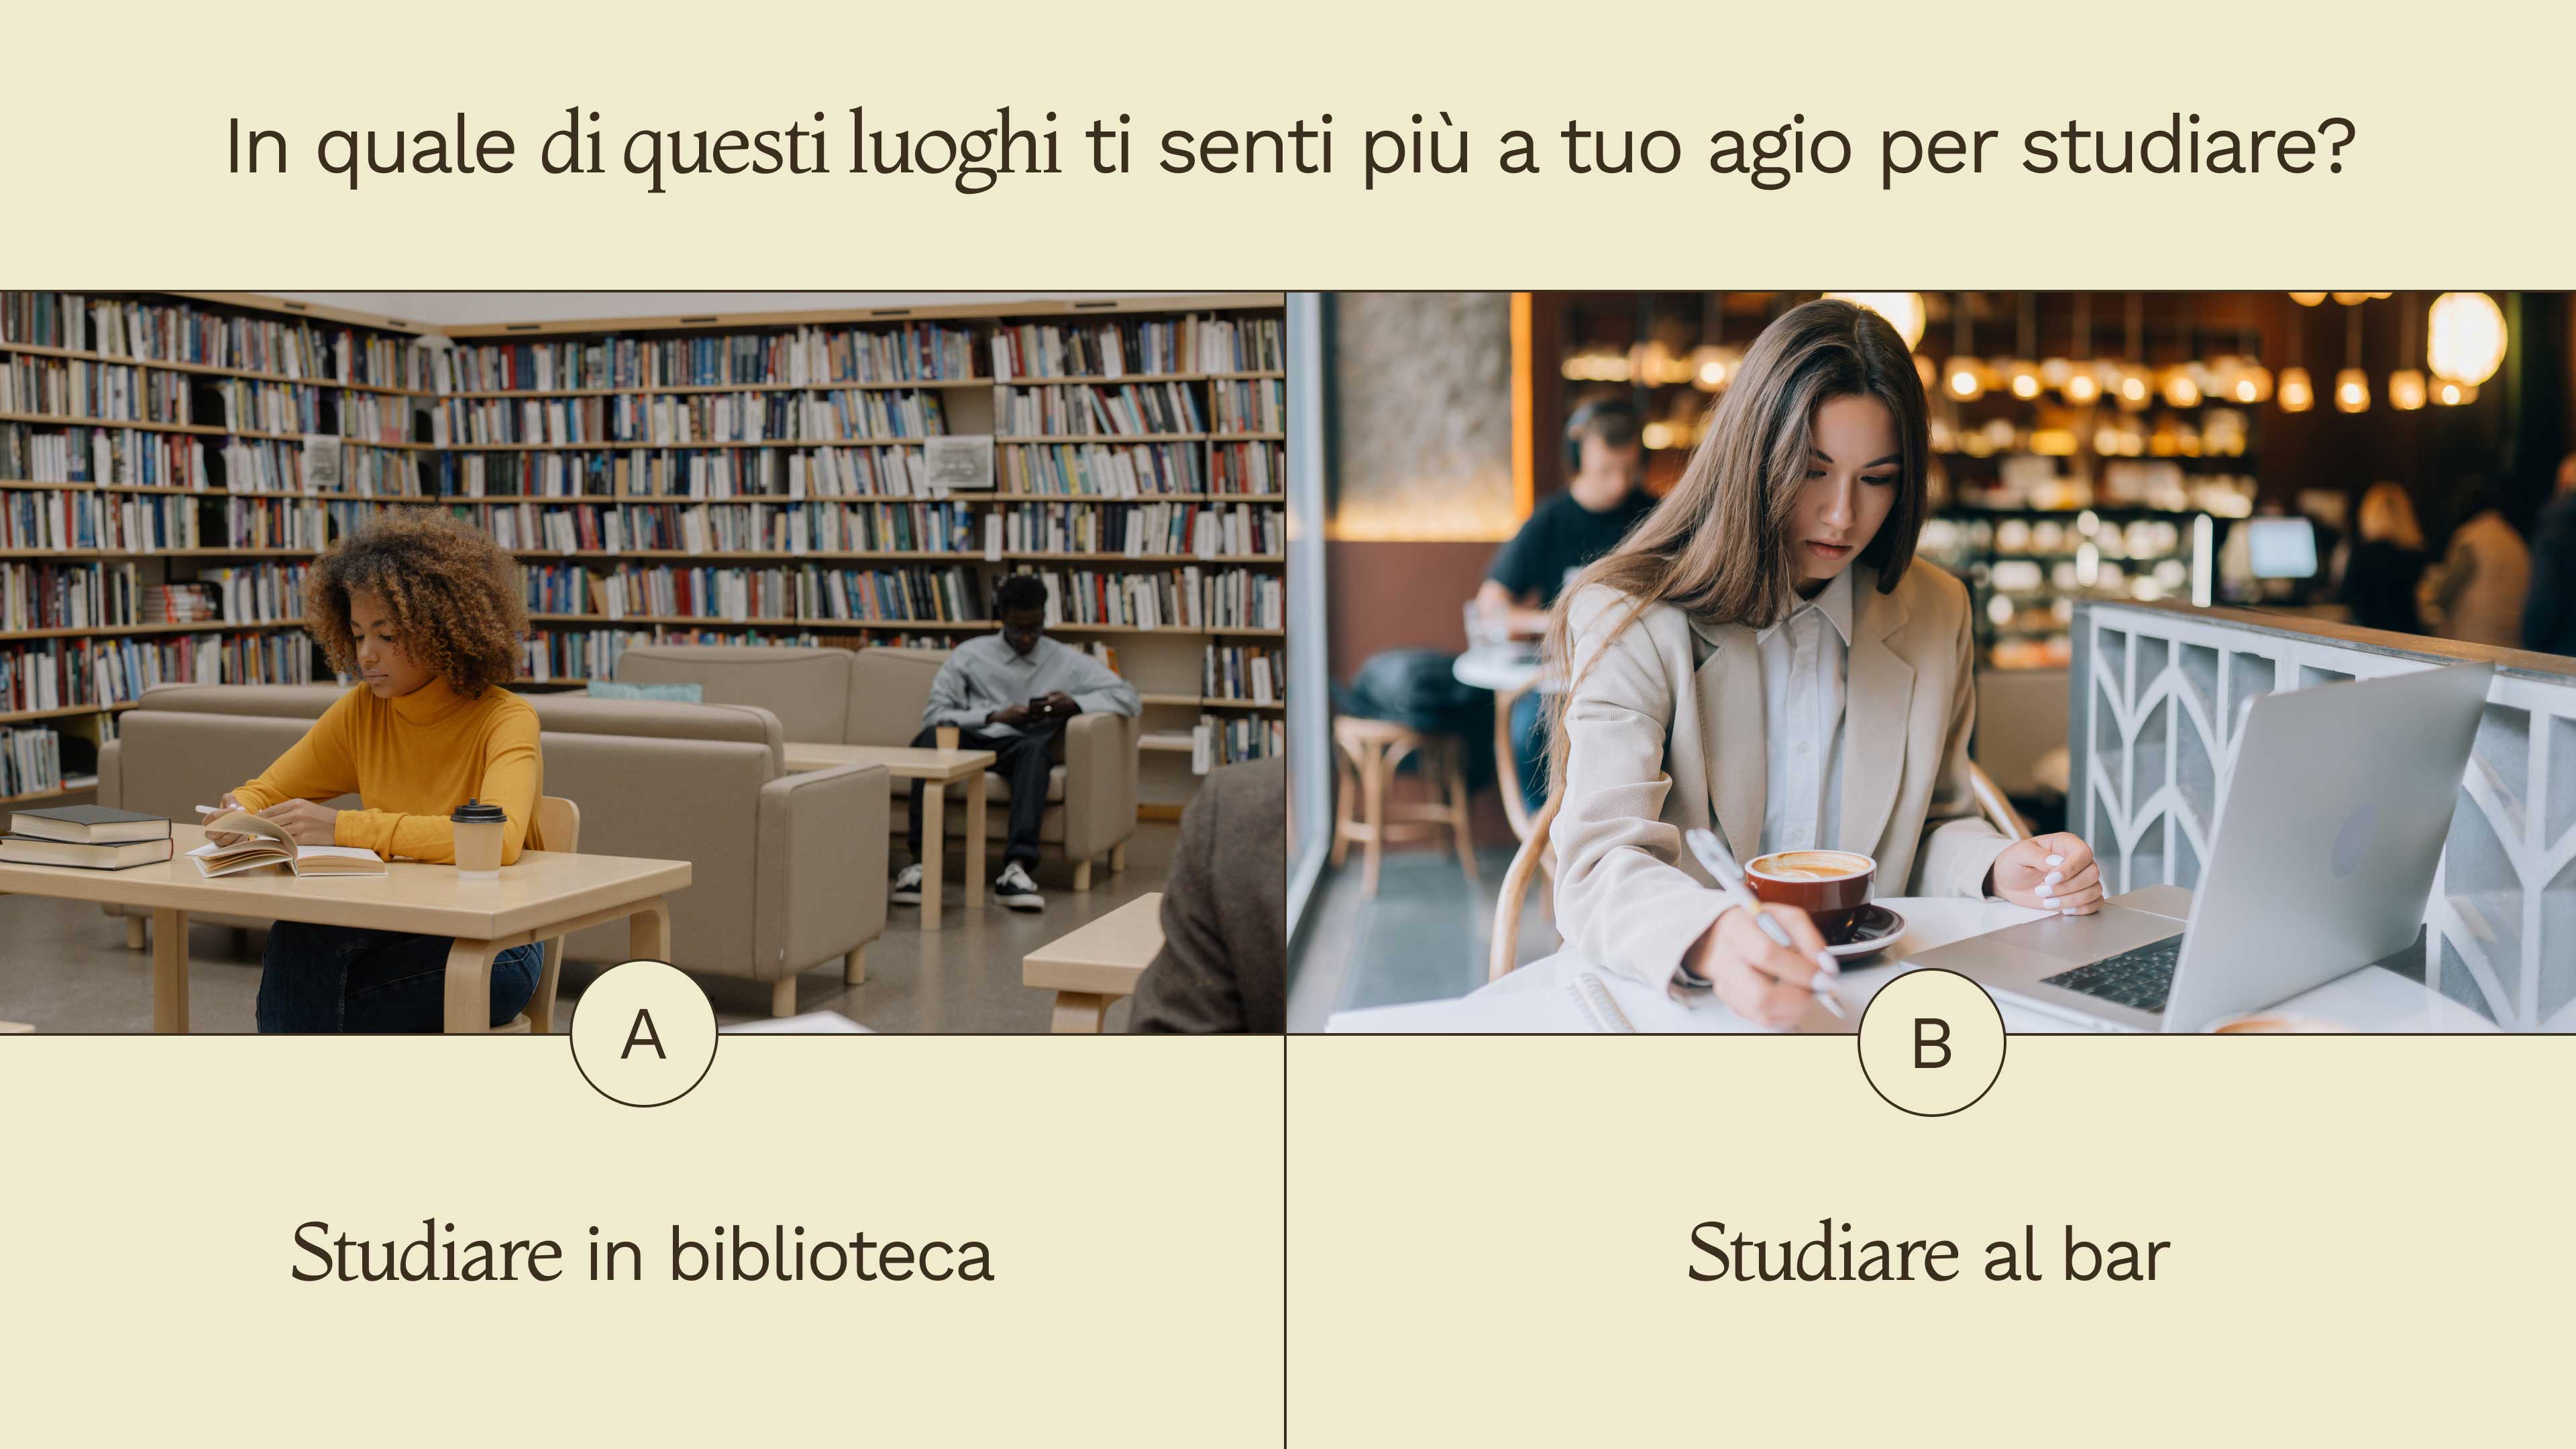 In quale di questi luoghi ti senti più a tuo agio per studiare?
A
B
Studiare in biblioteca
Studiare al bar